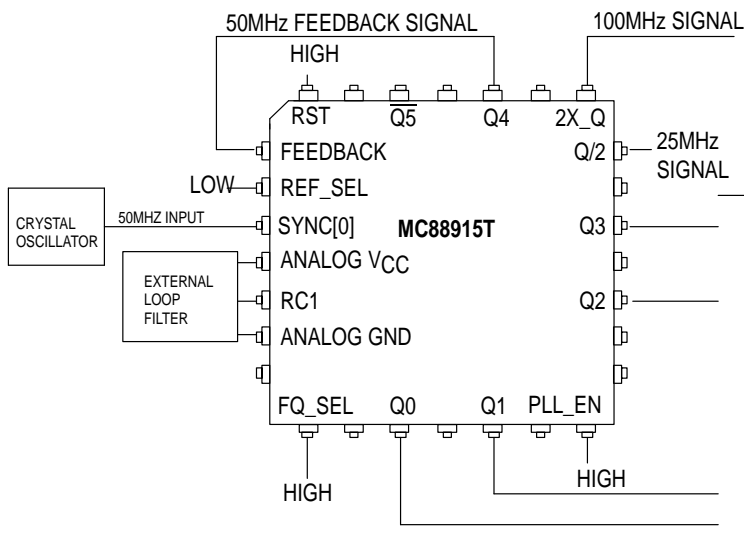 50MHz FEEDBACK SIGNAL
100MHz SIGNAL
HIGH
RST
Q5
Q4
2X_Q
FEEDBACK
Q/2
25MHz
SIGNAL
LOW
REF_SEL
CRYSTAL
OSCILLATOR
50MHZ INPUT
SYNC[0]
MC88915T
Q3
ANALOG VCC
EXTERNAL
LOOP
FILTER
RC1
Q2
ANALOG GND
FQ_SEL
Q0
Q1
PLL_EN
HIGH
HIGH